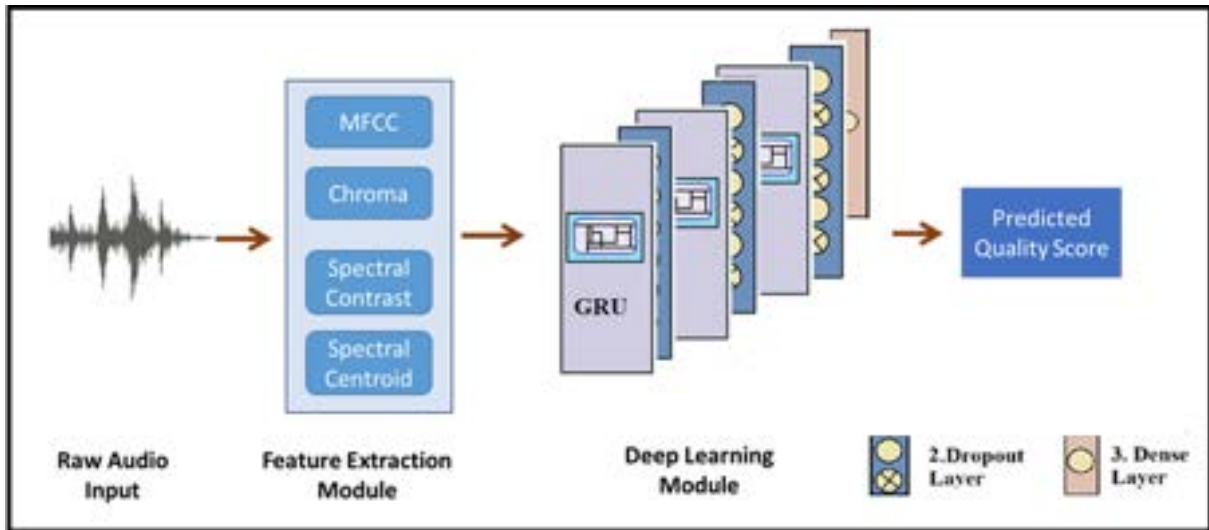 MFCC
Chroma
Spectral
Contrast
Spectral
Centroid
GRU
Predicted
Quality Score
Raw Audio
Input
Feature Extraction
Module
Deep Learning
Module
2.Dropout
Layer
3. Dense
Layer